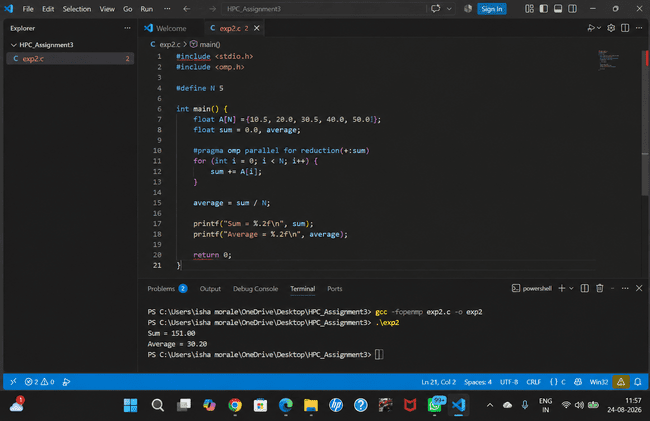 File Edit Selection View Go Run ··· ← → HPC_Assignment3 Sign In
Explorer ···
Welcome
C exp2.c 2 ×
HPC_Assignment3
C exp2.c 2
C exp2.c > main()
1 #include <stdio.h>
2 #include <omp.h>
3
4 #define N 5
5
6 int main() {
7 float A[N] ={10.5, 20.0, 30.5, 40.0, 50.0};
8 float sum = 0.0, average;
9
10 #pragma omp parallel for reduction(+:sum)
11 for (int i = 0; i < N; i++) {
12 sum += A[i];
13 }
14
15 average = sum / N;
16
17 printf("Sum = %.2f\n", sum);
18 printf("Average = %.2f\n", average);
19
20 return 0;
21 }
Problems 2 Output Debug Console Terminal Ports
powershell
PS C:\Users\isha morale\OneDrive\Desktop\HPC_Assignment3> gcc -fopenmp exp2.c -o exp2
PS C:\Users\isha morale\OneDrive\Desktop\HPC_Assignment3> .\exp2
Sum = 151.00
Average = 30.20
PS C:\Users\isha morale\OneDrive\Desktop\HPC_Assignment3>
2 0 Ln 21, Col 2 Spaces: 4 UTF-8 CRLF { } C Win32
1
99+
ENG
IN
11:57
24-08-2026